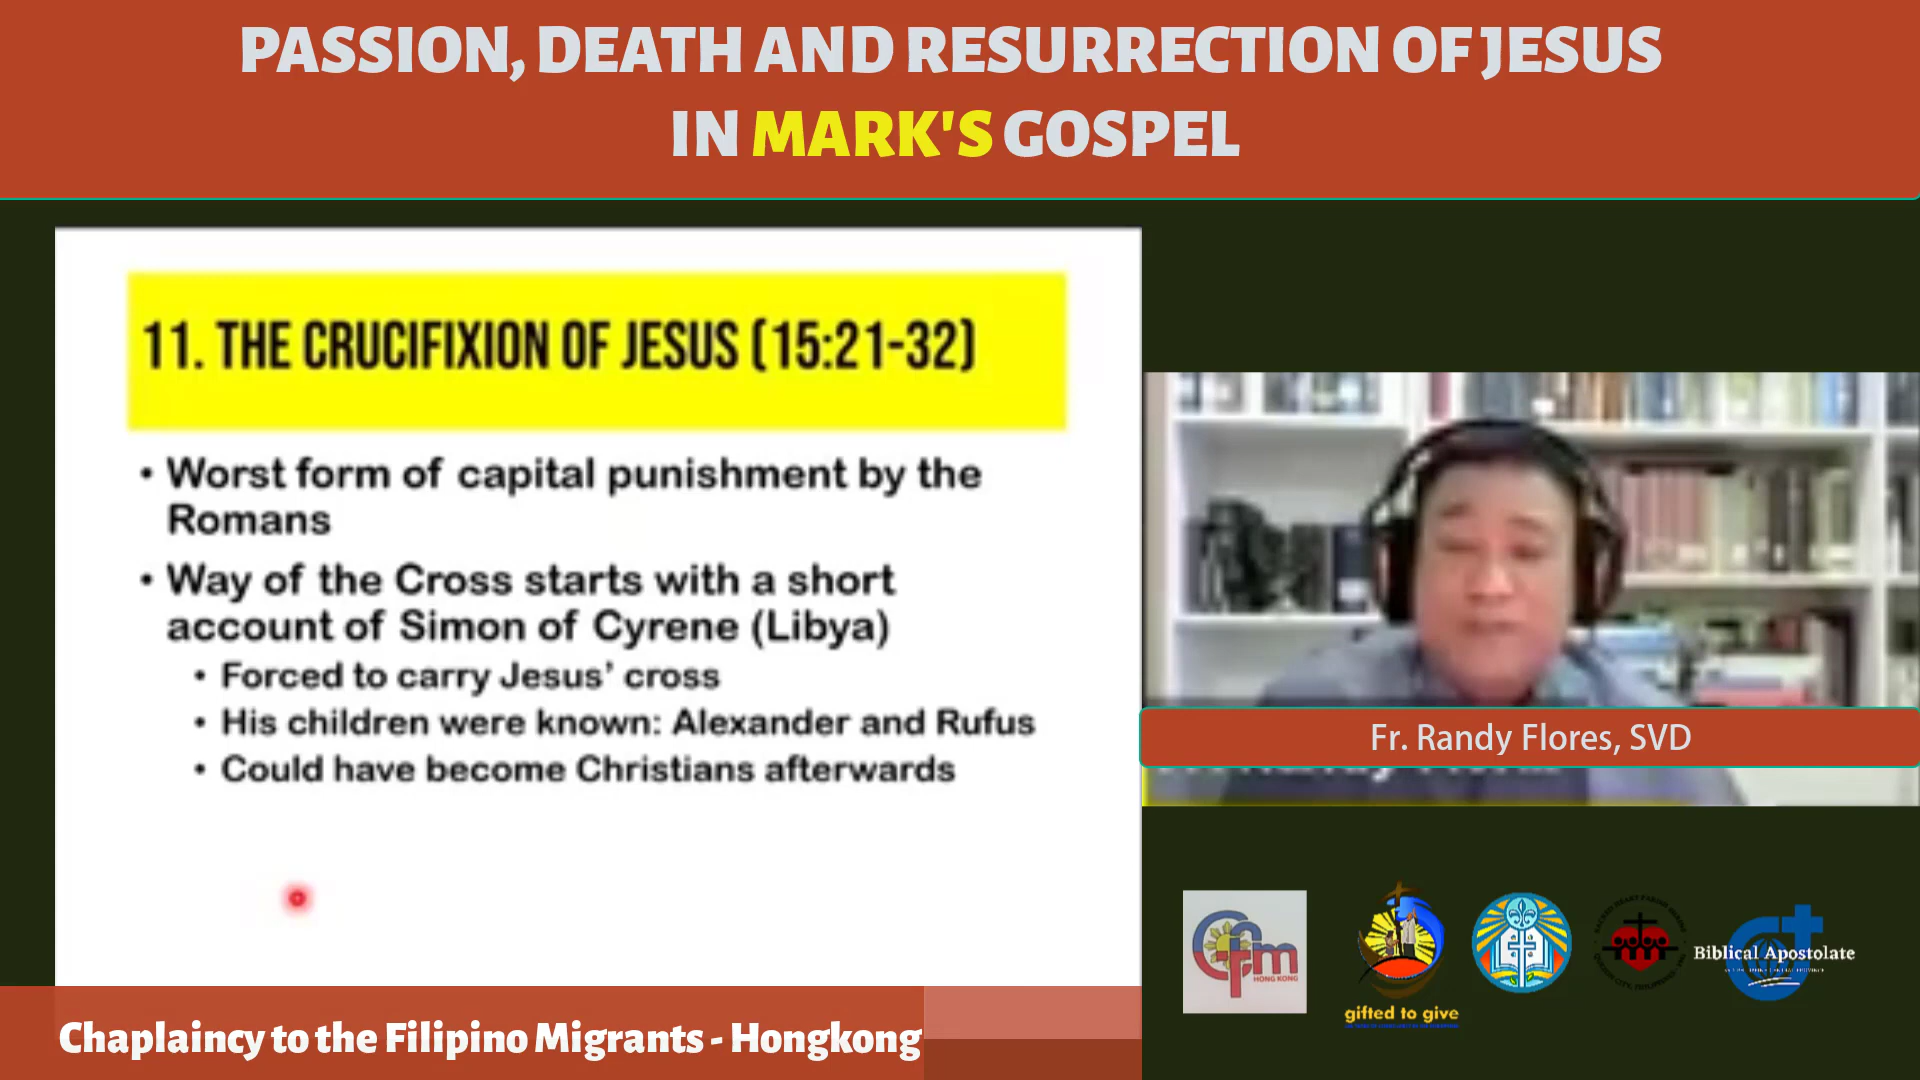 PASSION, DEATH AND RESURRECTION OF JESUS
IN MARK'S GOSPEL
11. THE CRUCIFIXION OF JESUS (15:21-32)
• Worst form of capital punishment by the
Romans
• Way of the Cross starts with a short
account of Simon of Cyrene (Libya)
• Forced to carry Jesus' cross
• His children were known: Alexander and Rufus
• Could have become Christians afterwards
Fr. Randy Flores, SVD
cfm
HONG KONG
gifted to give
Biblical Apostolate
Chaplaincy to the Filipino Migrants - Hongkong